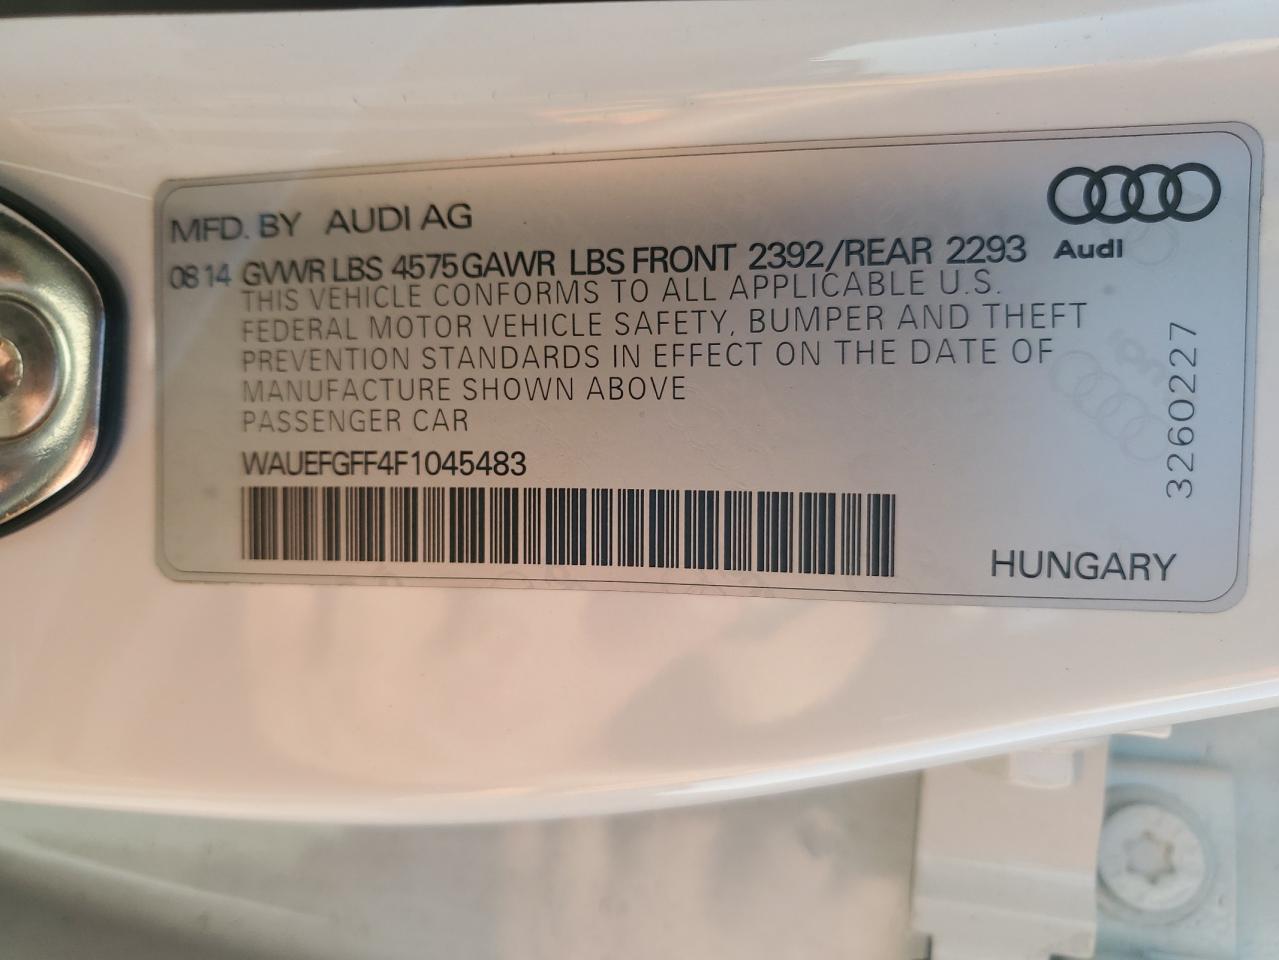 MFD. BY AUDI AG
Audi
08 14 GVWR LBS 4575 GAWR LBS FRONT 2392/REAR 2293
THIS VEHICLE CONFORMS TO ALL APPLICABLE U.S.
FEDERAL MOTOR VEHICLE SAFETY, BUMPER AND THEFT
PREVENTION STANDARDS IN EFFECT ON THE DATE OF
MANUFACTURE SHOWN ABOVE
PASSENGER CAR
WAUEFGFF4F1045483
3260227
HUNGARY